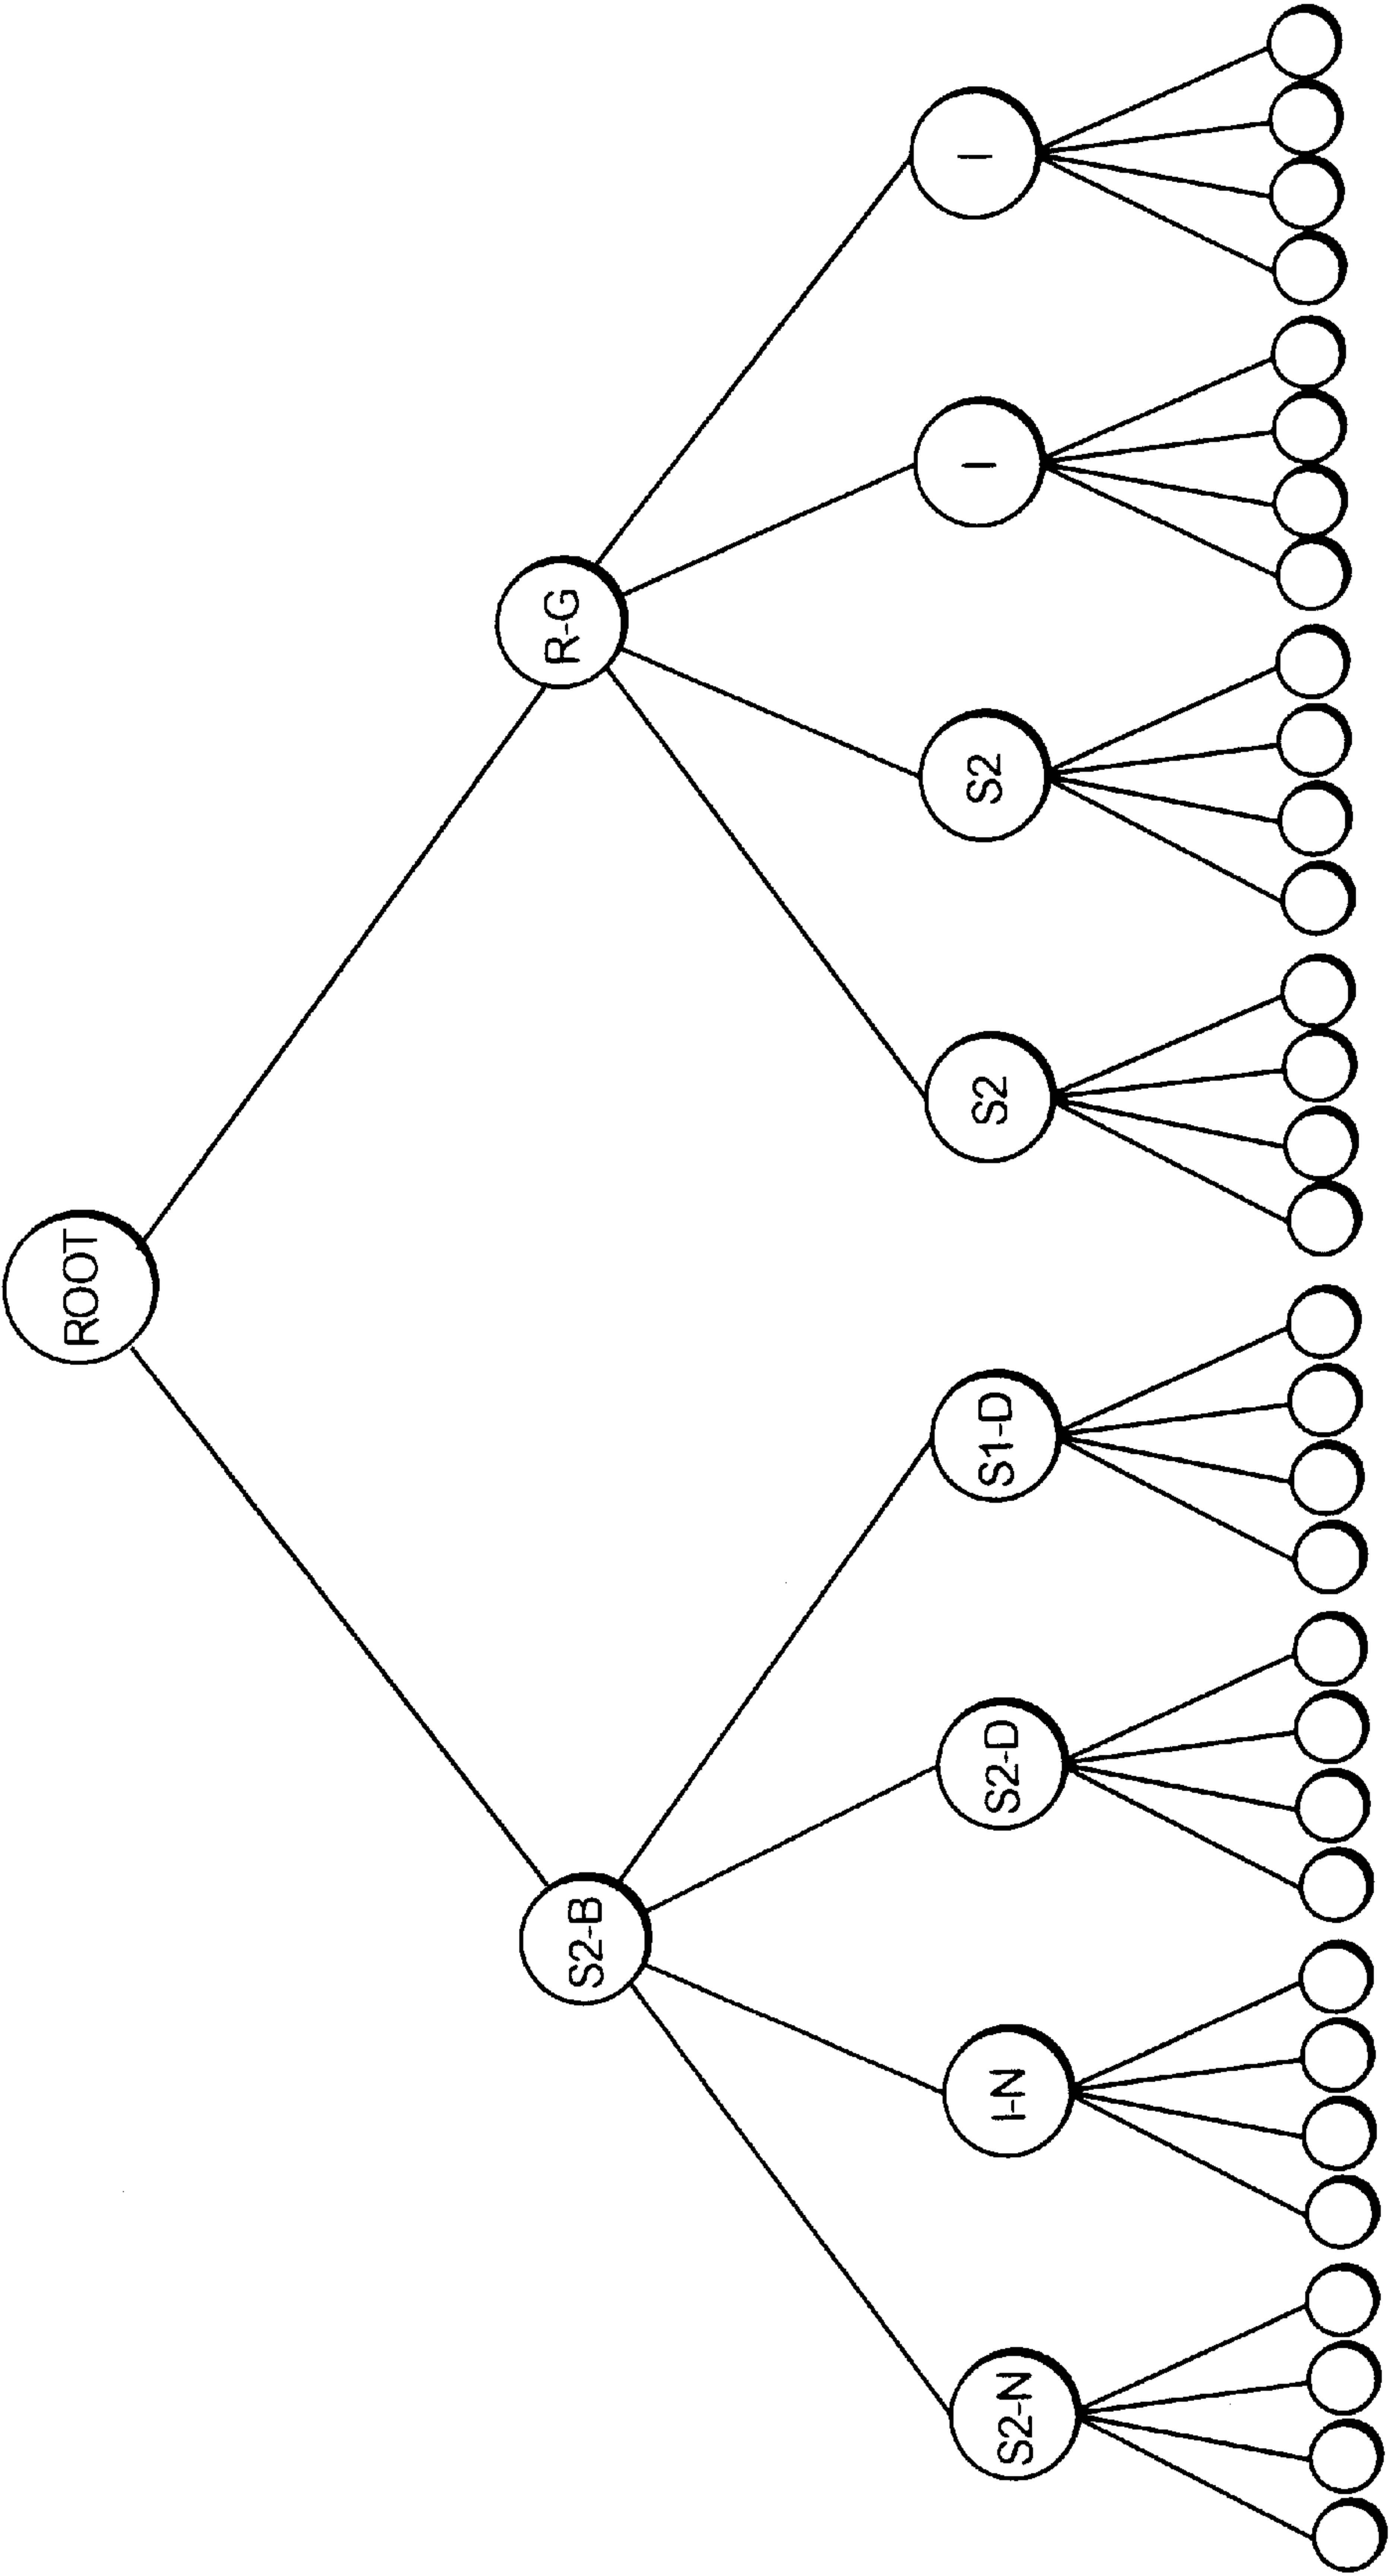 ROOT
S2-B
R-G
S2-N
I-N
S2-D
S1-D
S2
S2
I
I